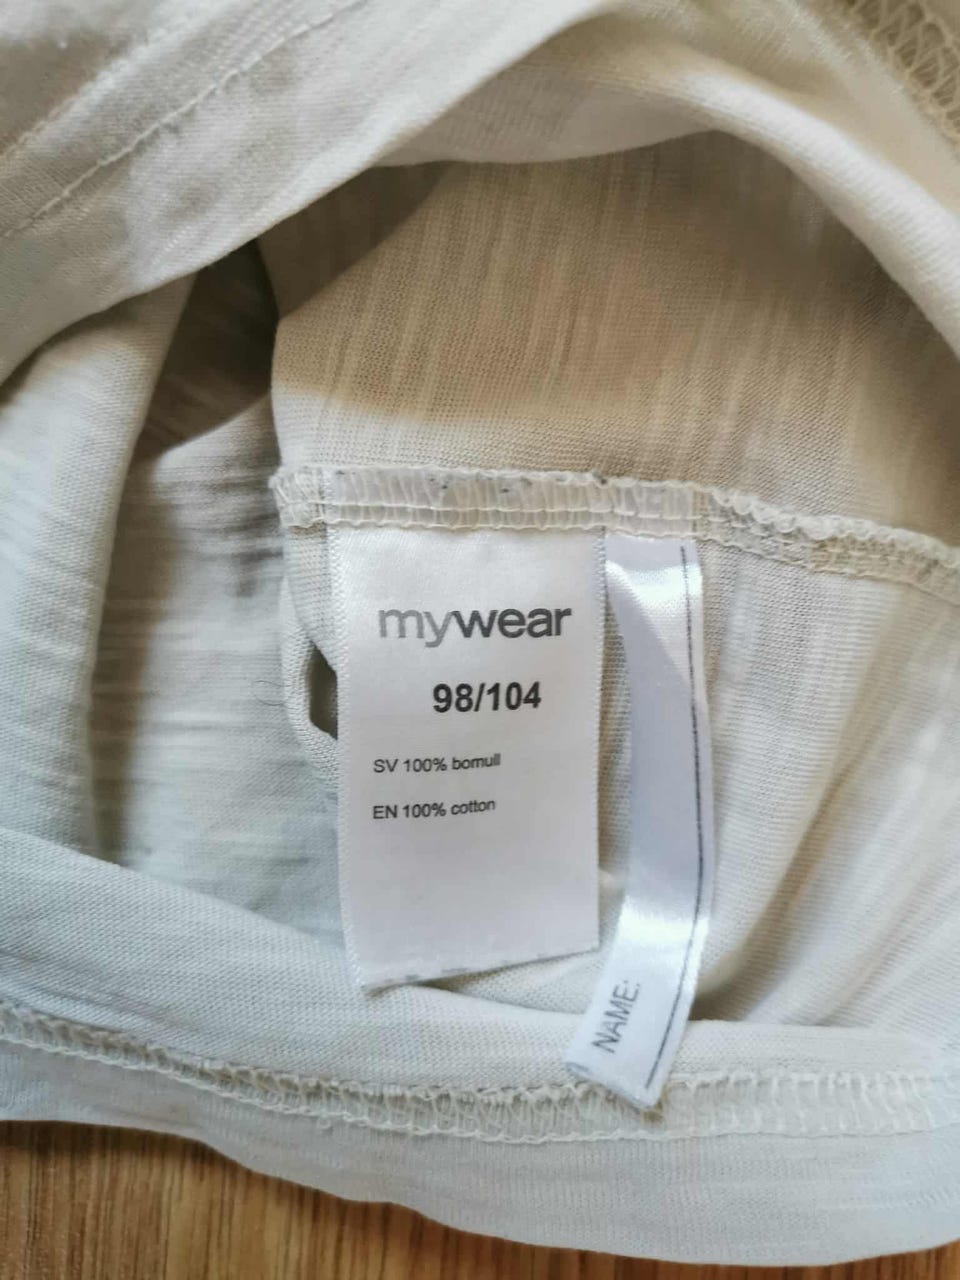 mywear
98/104
SV 100% bomull
EN 100% cotton
NAME: